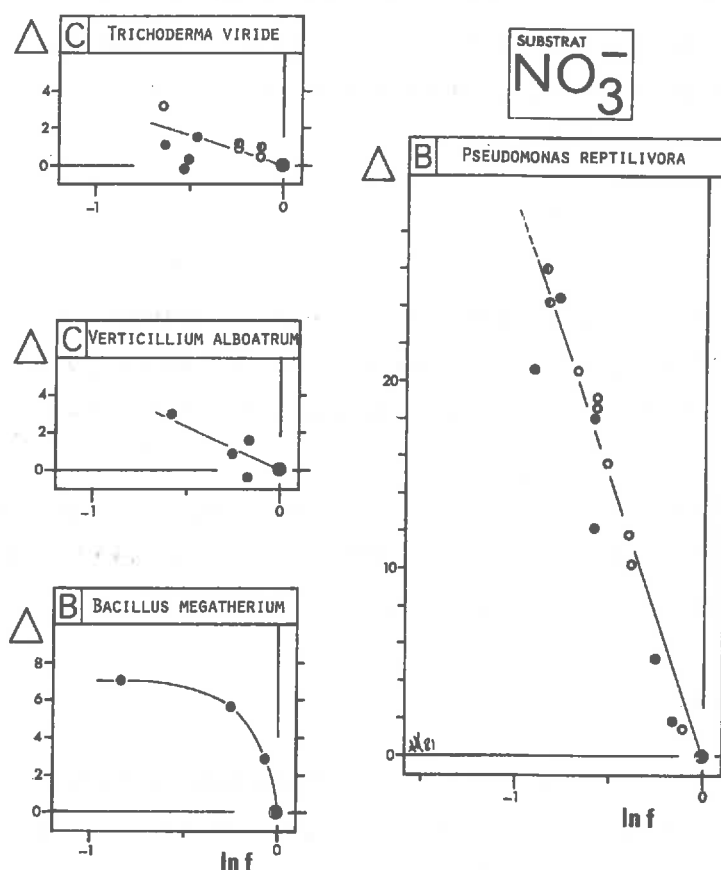 Δ C TRICHODERMA VIRIDE
4
2
0
-1 0
SUBSTRAT
NO3−
Δ C VERTICILLIUM ALBOATRUM
4
2
0
-1 0
Δ B BACILLUS MEGATHERIUM
8
6
4
2
0
-1 0
ln f
Δ B PSEUDOMONAS REPTILIVORA
20
10
0
81
-1 0
ln f